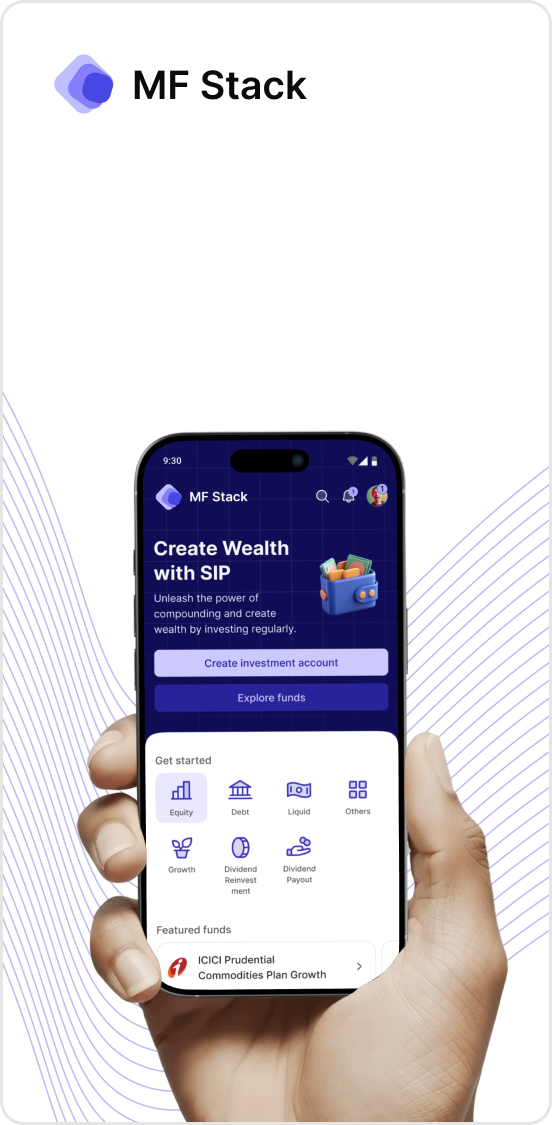 MF Stack
9:30
MF Stack
1
1
Create Wealth
with SIP
Unleash the power of
compounding and create
wealth by investing regularly.
Create investment account
Explore funds
Get started
Equity
Debt
Liquid
Others
Growth
Dividend
Reinvest
ment
Dividend
Payout
Featured funds
ICICI Prudential
Commodities Plan Growth